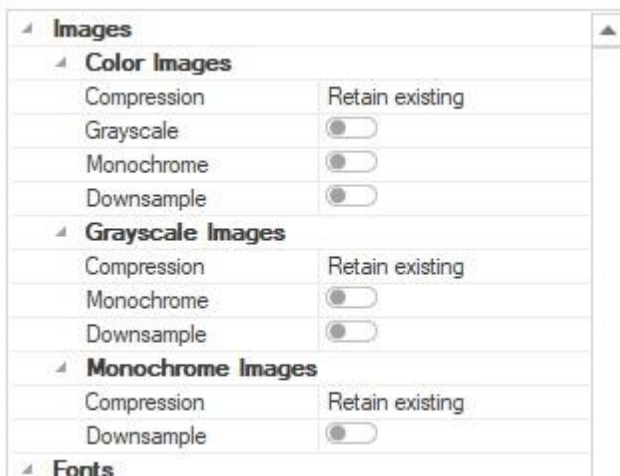 Images
Color Images
Compression Retain existing
Grayscale
Monochrome
Downsample
Grayscale Images
Compression Retain existing
Monochrome
Downsample
Monochrome Images
Compression Retain existing
Downsample
Fonts